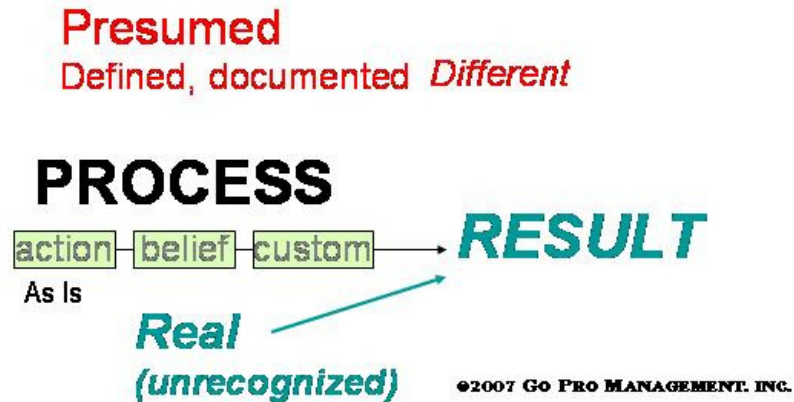 Presumed
Defined, documented Different
PROCESS
action belief custom RESULT
As Is
Real
(unrecognized)
©2007 GO PRO MANAGEMENT. INC.